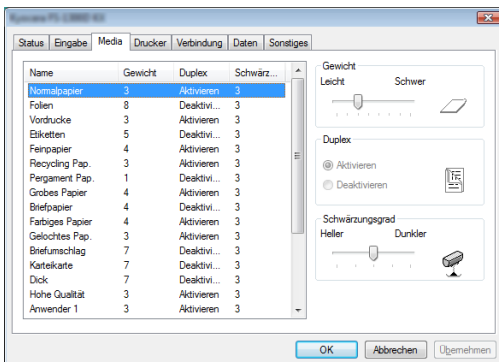 Status Eingabe Media Drucker Verbindung Daten Sonstiges
Name Gewicht Duplex Schwärz...
Normalpapier 3 Aktivieren 3
Folien 8 Deaktivi... 3
Vordrucke 3 Aktivieren 3
Etiketten 5 Deaktivi... 3
Feinpapier 4 Aktivieren 3
Recycling Pap. 3 Aktivieren 3
Pergament Pap. 1 Deaktivi... 3
Grobes Papier 4 Aktivieren 3
Briefpapier 4 Deaktivi... 3
Farbiges Papier 4 Aktivieren 3
Gelochtes Pap. 3 Aktivieren 3
Briefumschlag 7 Deaktivi... 3
Karteikarte 7 Deaktivi... 3
Dick 7 Deaktivi... 3
Hohe Qualität 3 Aktivieren 3
Anwender 1 3 Aktivieren 3
Gewicht
Leicht Schwer
Duplex
Aktivieren
Deaktivieren
Schwärzungsgrad
Heller Dunkler
OK Abbrechen Übernehmen